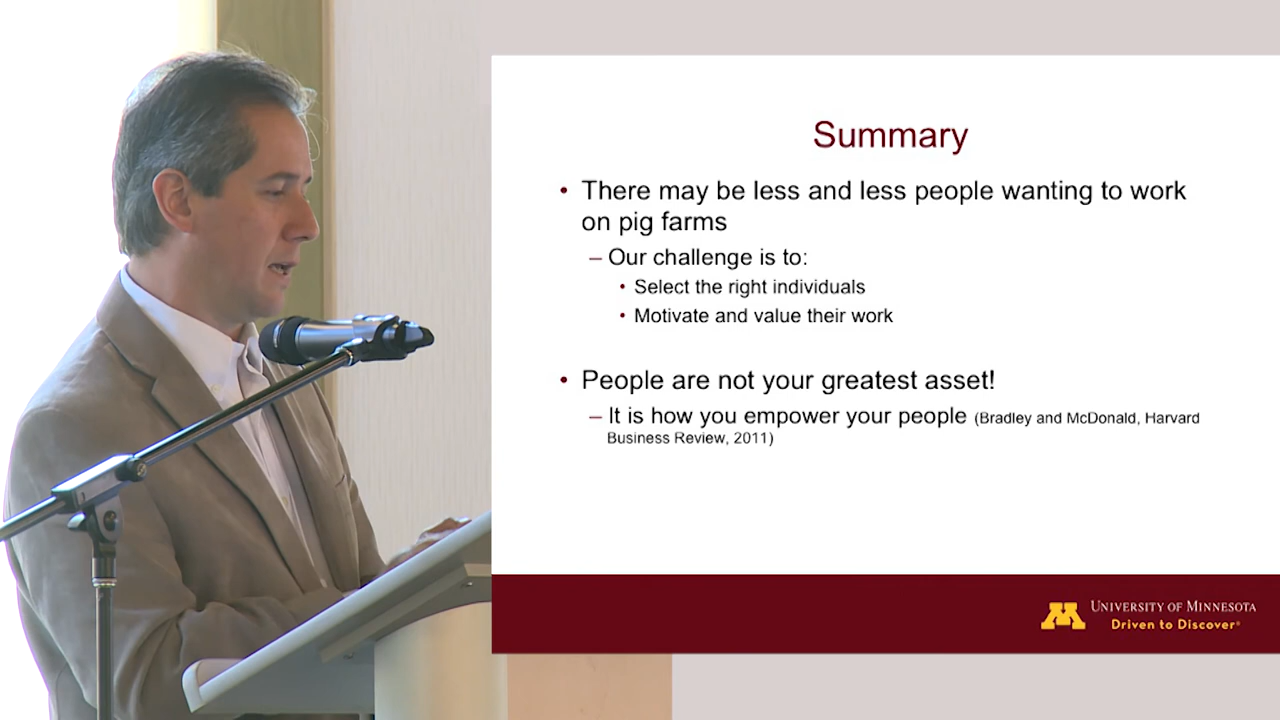 Summary
• There may be less and less people wanting to work
on pig farms
– Our challenge is to:
• Select the right individuals
• Motivate and value their work
• People are not your greatest asset!
– It is how you empower your people (Bradley and McDonald, Harvard
Business Review, 2011)
M UNIVERSITY OF MINNESOTA
Driven to Discover®